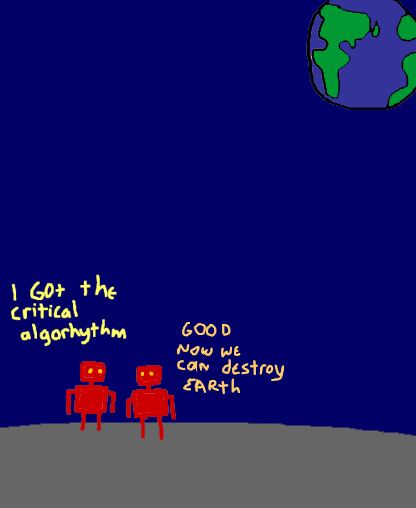 I GOt the
critical
algorhythm
GOOD
NOW WE
CAN dEStROY
EARth